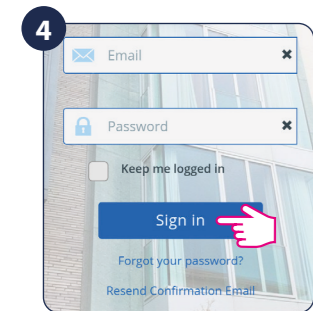 4
Email
Password
Keep me logged in
Sign in
Forgot your password?
Resend Confirmation Email